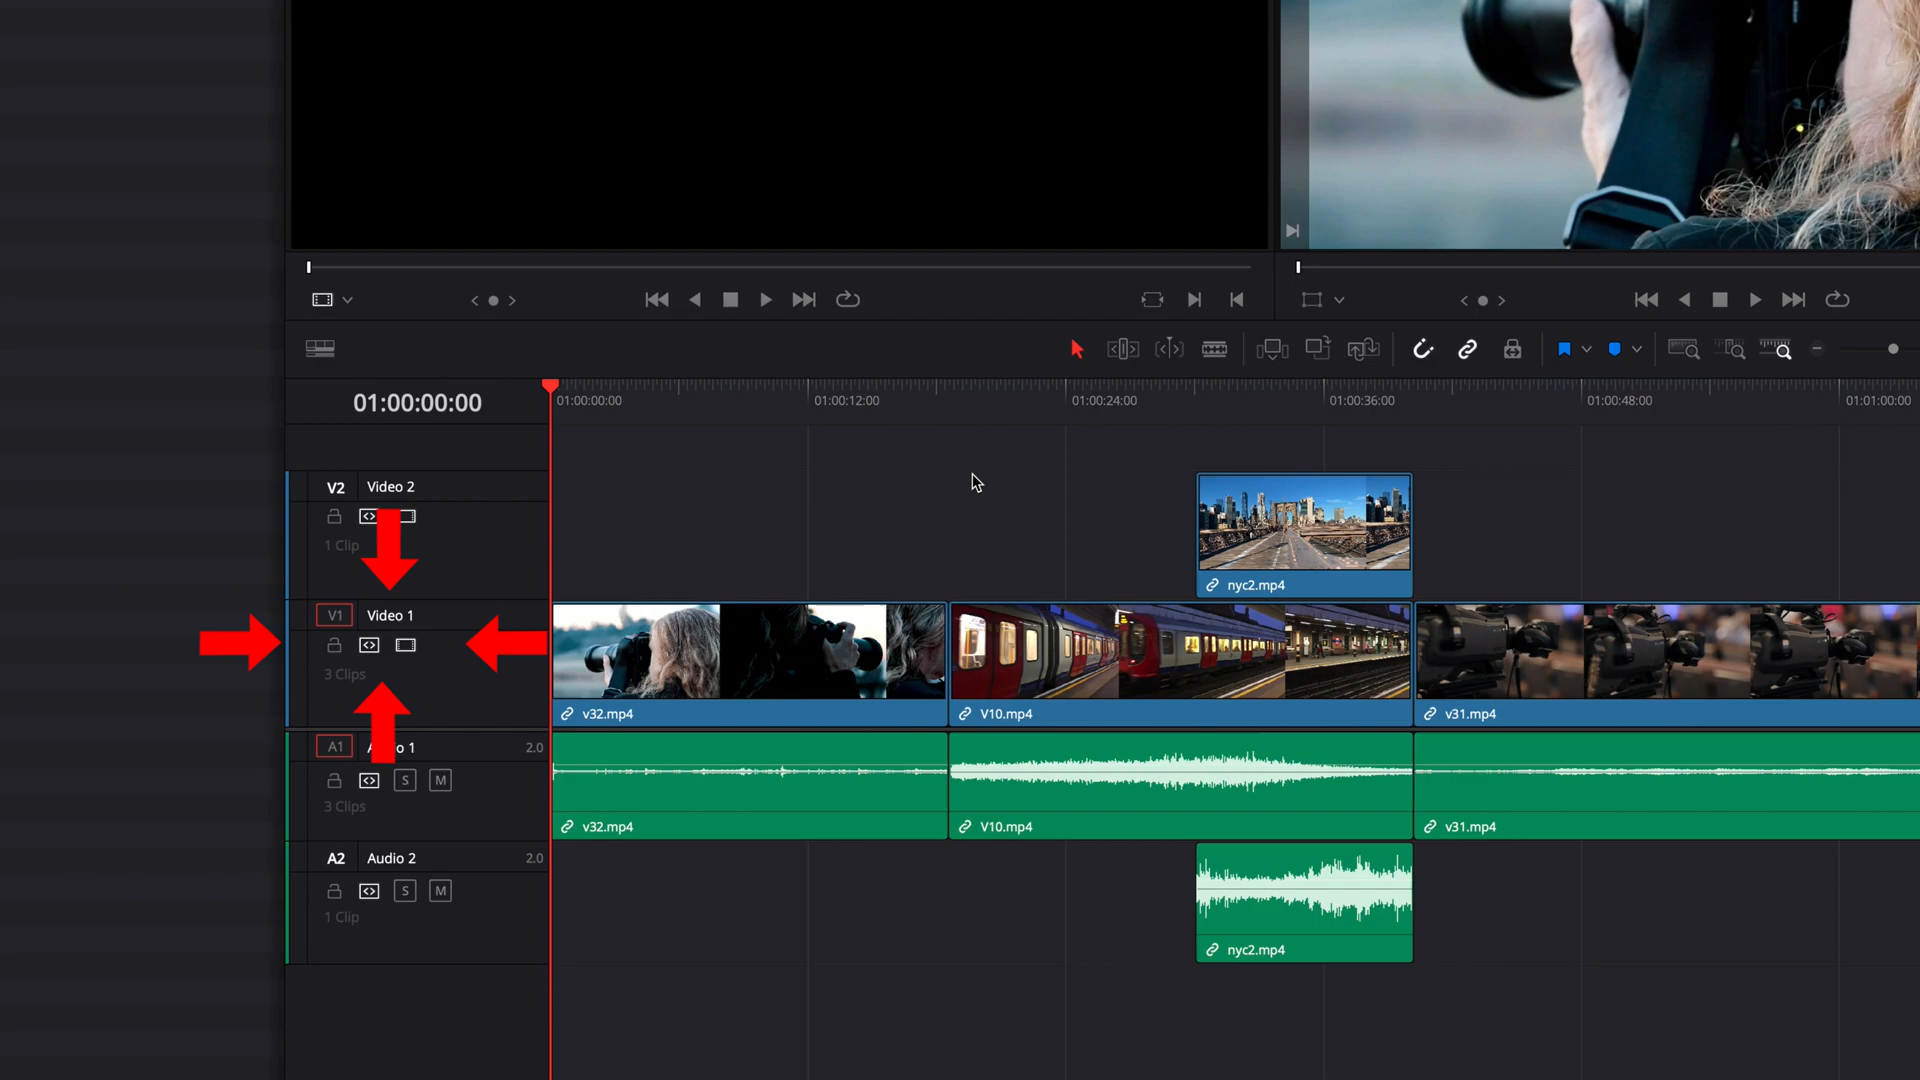 01:00:00:00
01:00:00:00
01:00:12:00
01:00:24:00
01:00:36:00
01:00:48:00
01:01:00:00
V2 Video 2
1 Clip
nyc2.mp4
V1 Video 1
3 Clips
v32.mp4
V10.mp4
v31.mp4
A1 o 1 2.0
S M
3 Clips
v32.mp4
V10.mp4
v31.mp4
A2 Audio 2 2.0
S M
1 Clip
nyc2.mp4